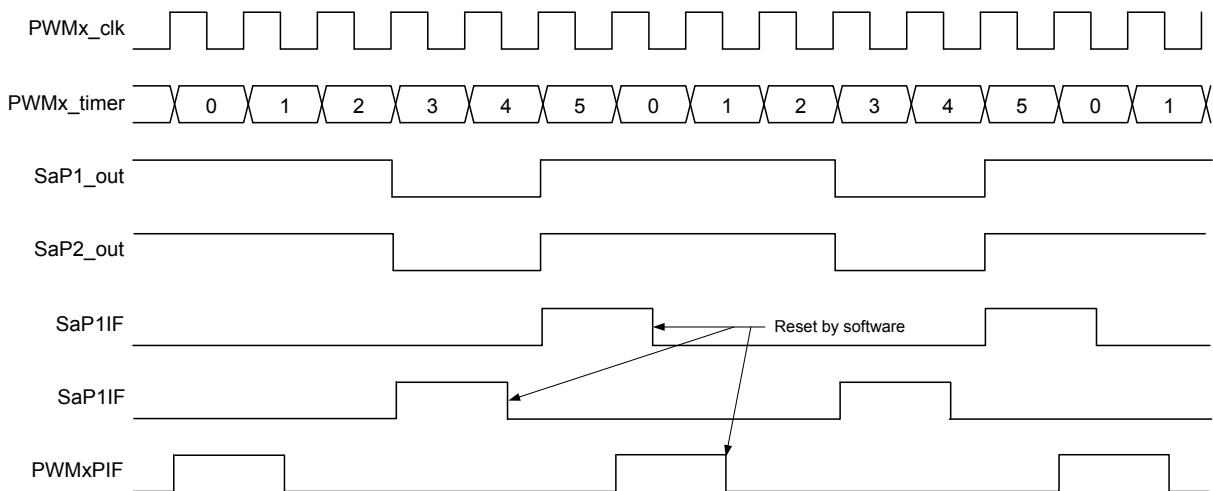 PWMx_clk
PWMx_timer 0 1 2 3 4 5 0 1 2 3 4 5 0 1
SaP1_out
SaP2_out
SaP1IF
Reset by software
SaP1IF
PWMxPIF